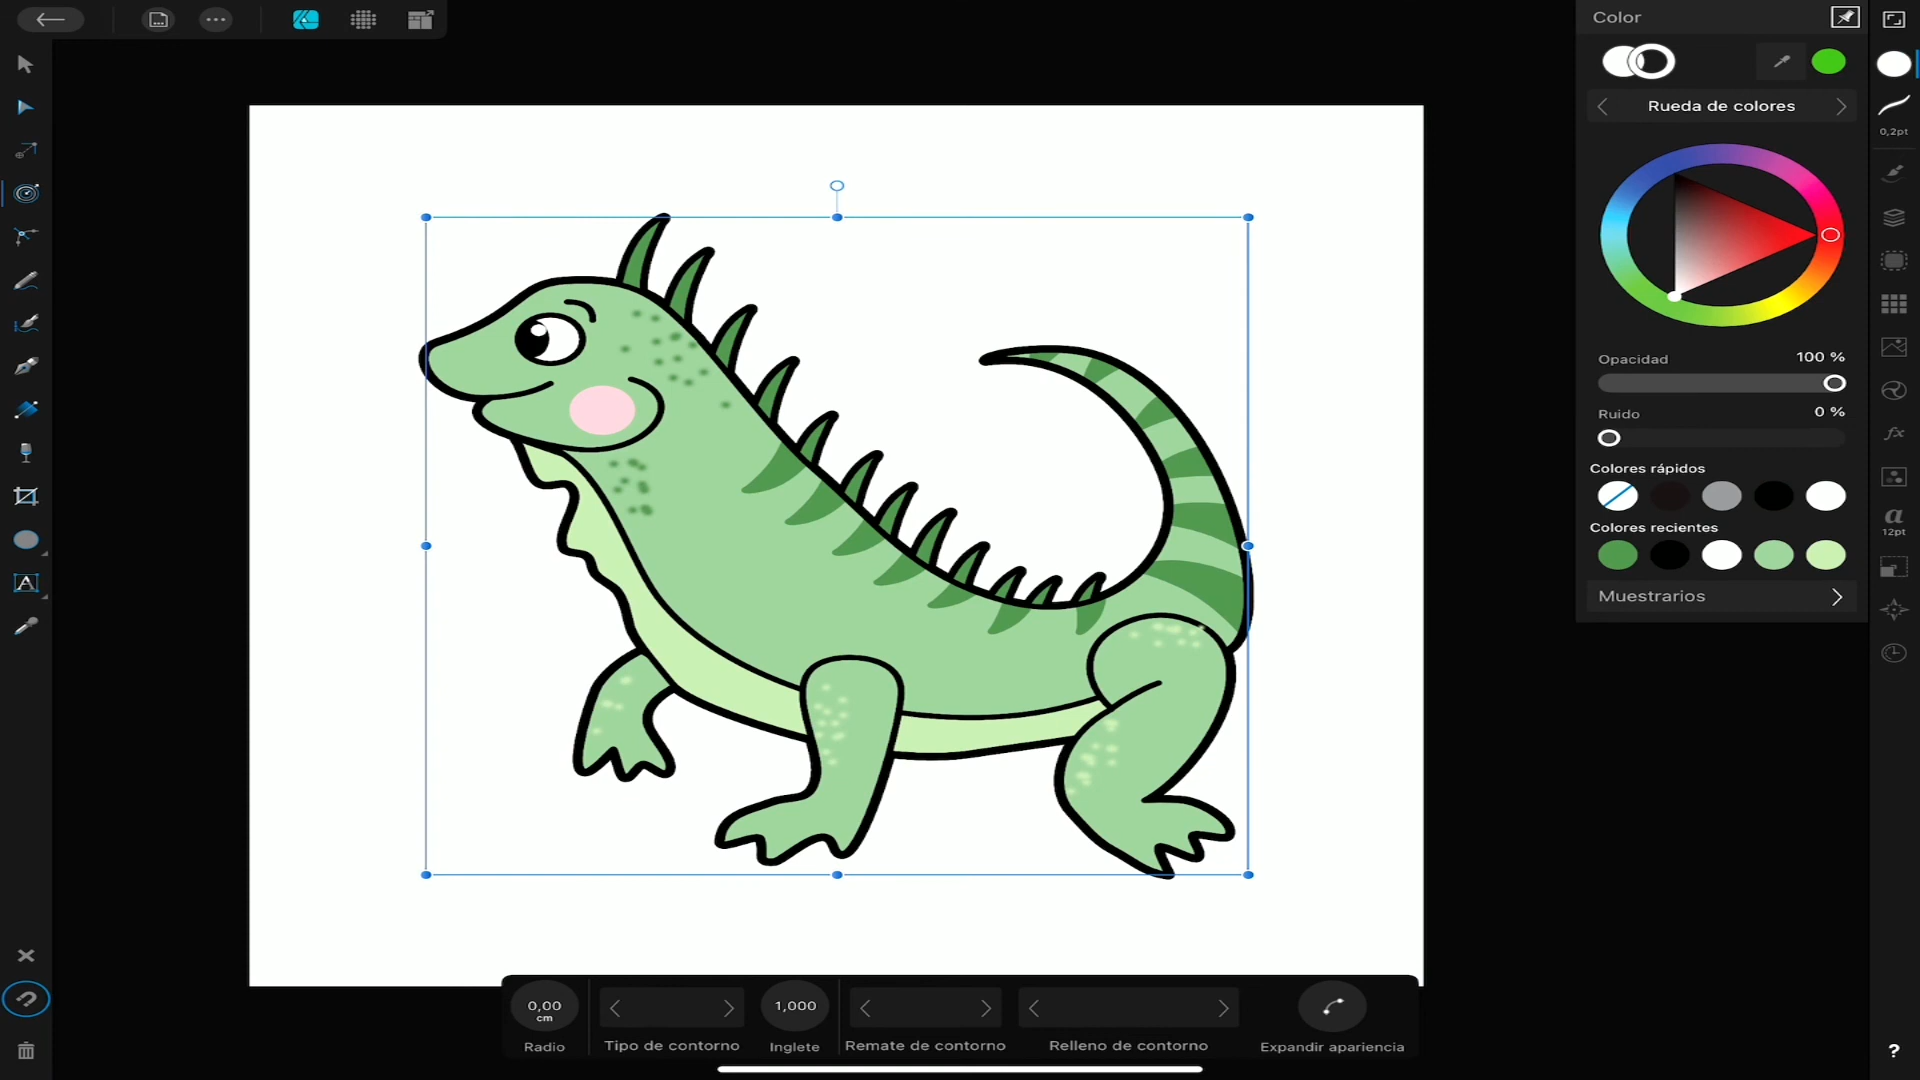 Color
Rueda de colores
0,2pt
Opacidad
100 %
Ruido
0 %
Colores rápidos
a
12pt
Colores recientes
Muestrarios
A
0,00
cm
Radio
Tipo de contorno
1,000
Inglete
Remate de contorno
Relleno de contorno
Expandir apariencia
fx
?